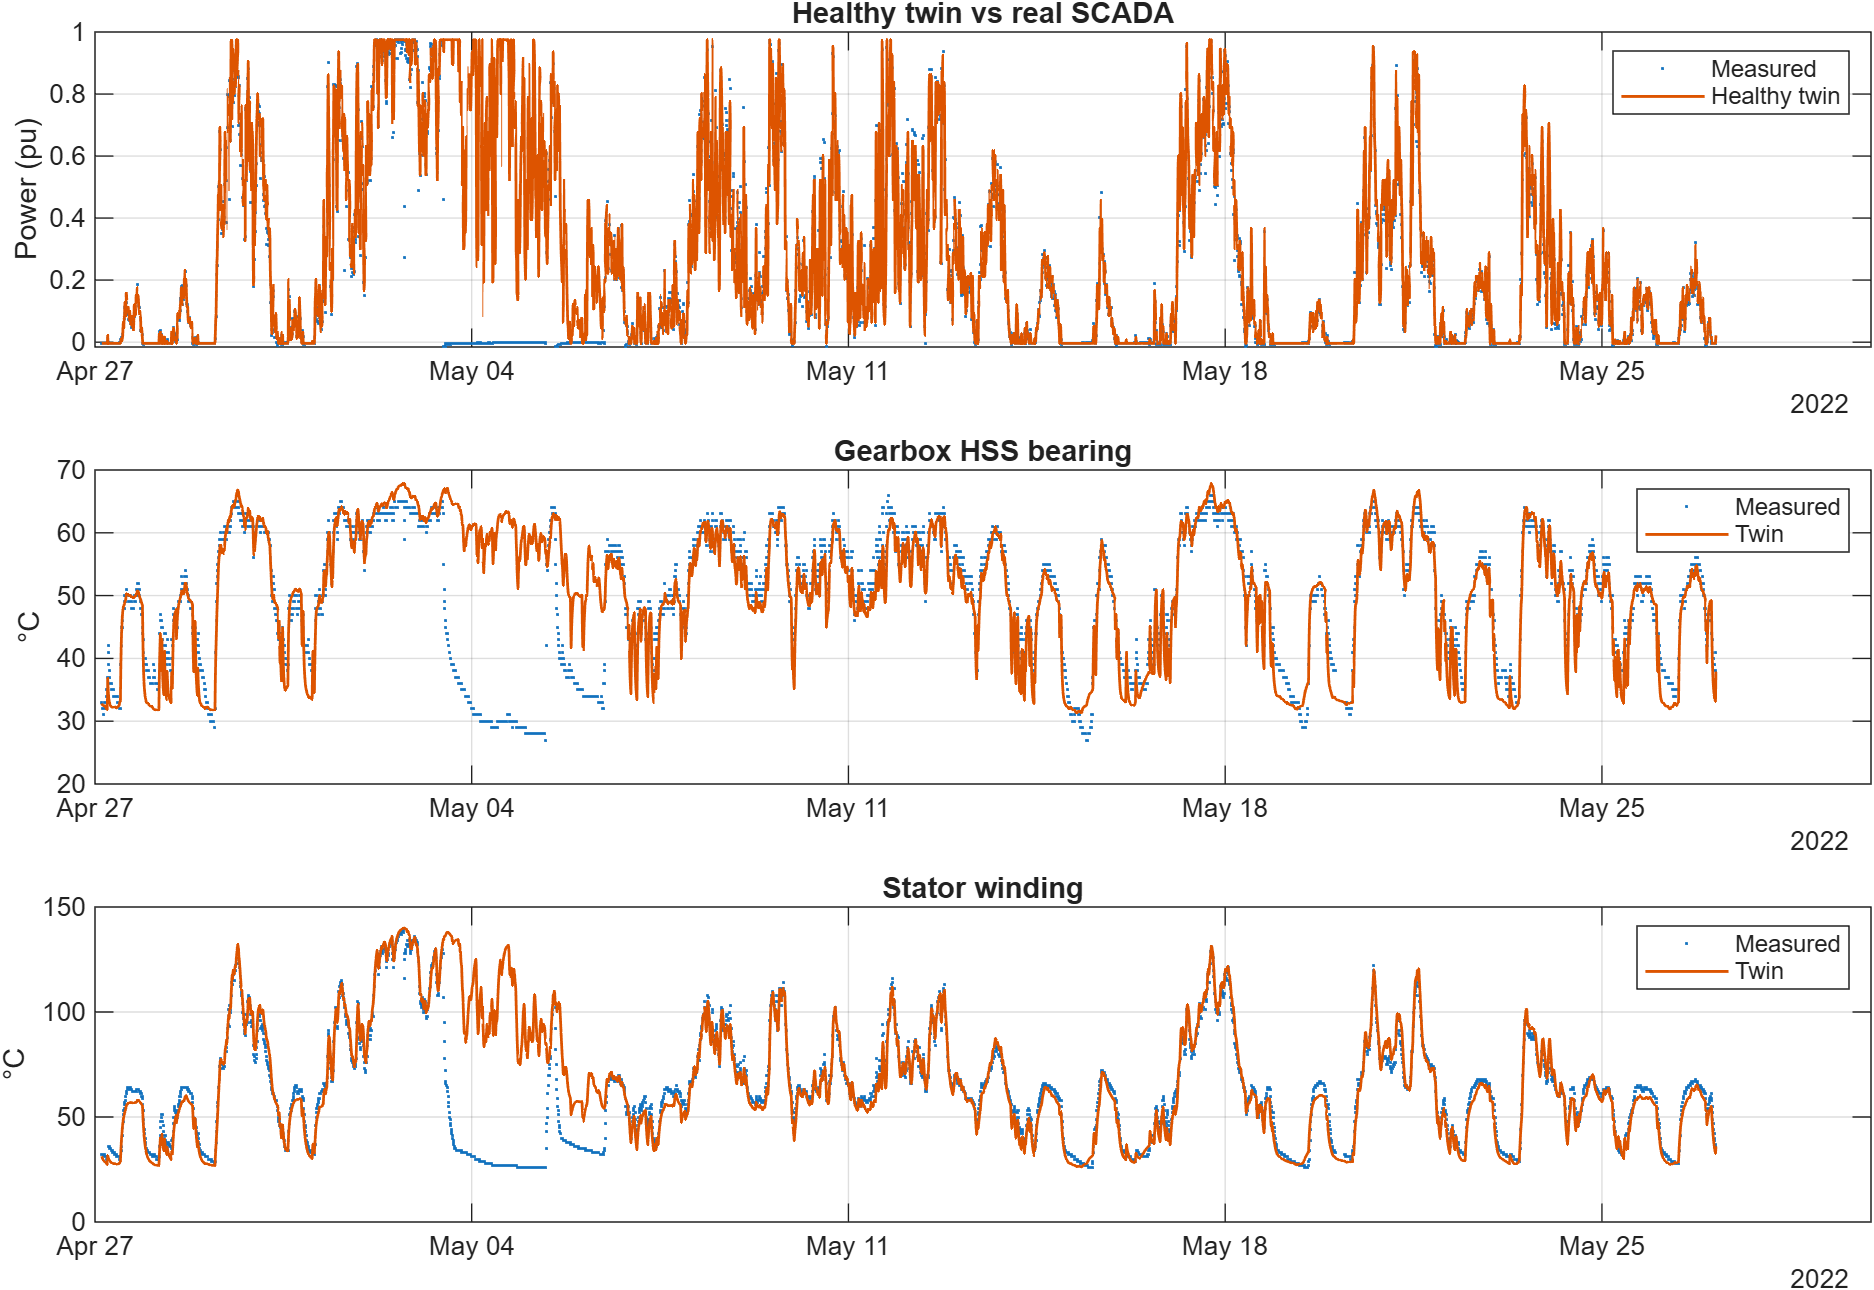 Healthy twin vs real SCADA
Power (pu)
1
0.8
0.6
0.4
0.2
0
Measured
Healthy twin
Apr 27 May 04 May 11 May 18 May 25
2022
Gearbox HSS bearing
°C
70
60
50
40
30
20
Measured
Twin
Apr 27 May 04 May 11 May 18 May 25
2022
Stator winding
°C
150
100
50
0
Measured
Twin
Apr 27 May 04 May 11 May 18 May 25
2022